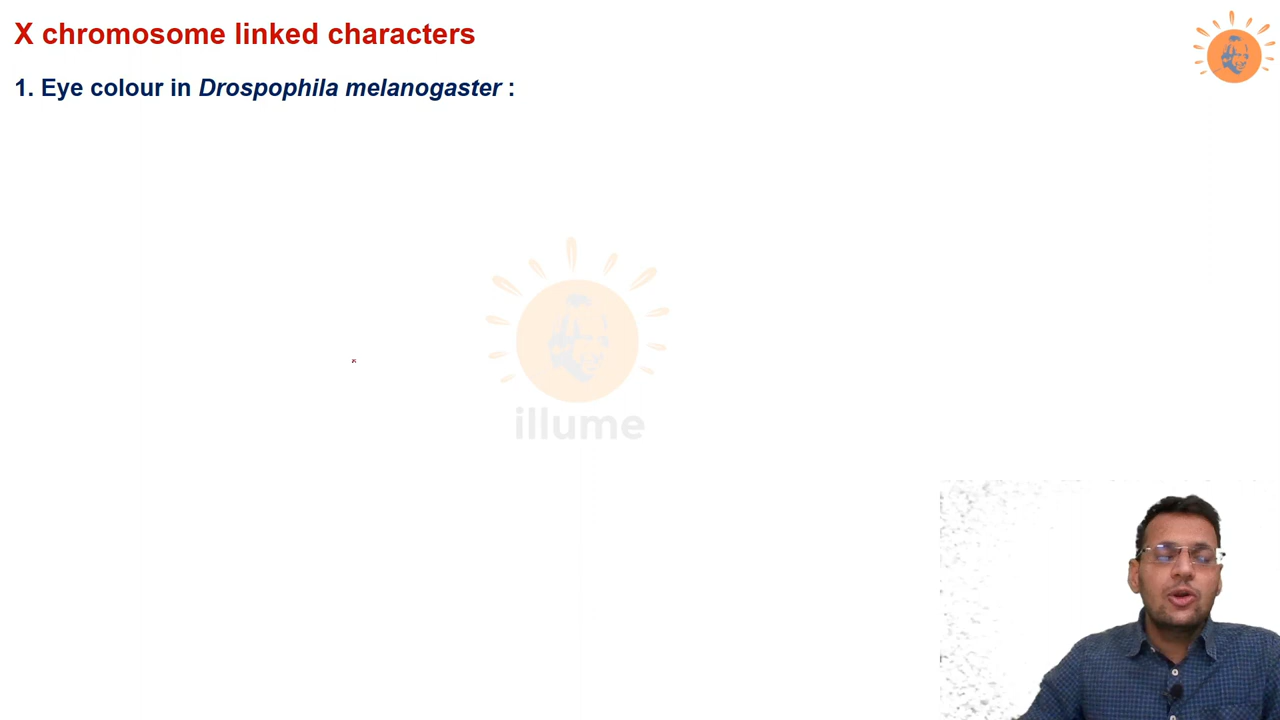 X chromosome linked characters
1. Eye colour in Drospophila melanogaster :
illume